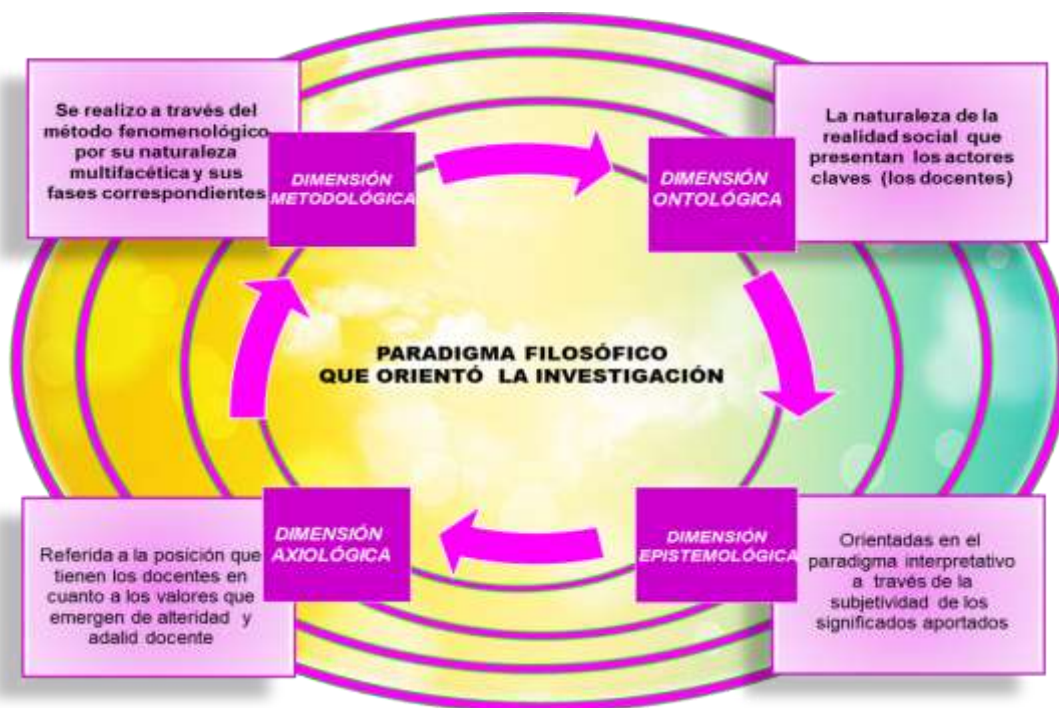 Se realizo a través del
método fenomenológico
por su naturaleza
multifacética y sus
fases correspondientes
DIMENSIÓN
METODOLÓGICA
DIMENSIÓN
ONTOLÓGICA
La naturaleza de la
realidad social que
presentan los actores
claves (los docentes)
PARADIGMA FILOSÓFICO
QUE ORIENTÓ LA INVESTIGACIÓN
Referida a la posición que
tienen los docentes en
cuanto a los valores que
emergen de alteridad y
adalid docente
DIMENSIÓN
AXIOLÓGICA
DIMENSIÓN
EPISTEMOLÓGICA
Orientadas en el
paradigma interpretativo
a través de la
subjetividad de los
significados aportados